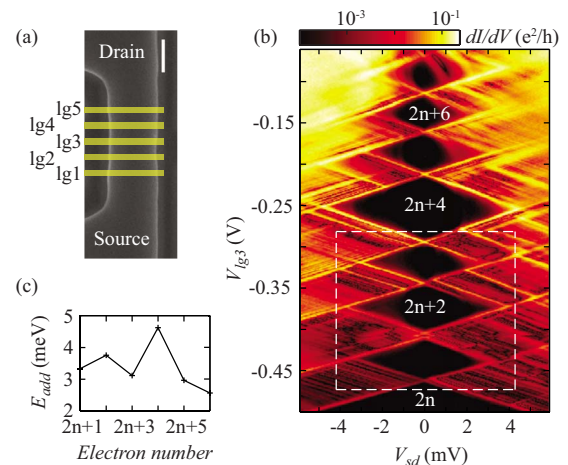 (a)
Drain
lg5
lg4
lg3
lg2
lg1
Source
(b)
10⁻³ 10⁻¹ dI/dV (e²/h)
2n+6
2n+4
2n+2
2n
-0.15
-0.25
-0.35
-0.45
V_lg3 (V)
-4 -2 0 2 4
V_sd (mV)
(c)
5
4
3
2
E_add (meV)
2n+1 2n+3 2n+5
Electron number